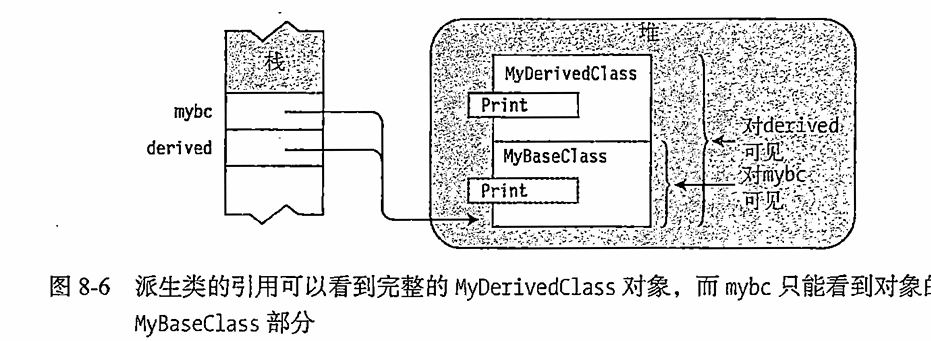 栈
堆
mybc
derived
MyDerivedClass
Print
MyBaseClass
Print
对derived
可见
对mybc
可见
图 8-6 派生类的引用可以看到完整的 MyDerivedClass 对象，而 mybc 只能看到对象的
MyBaseClass 部分